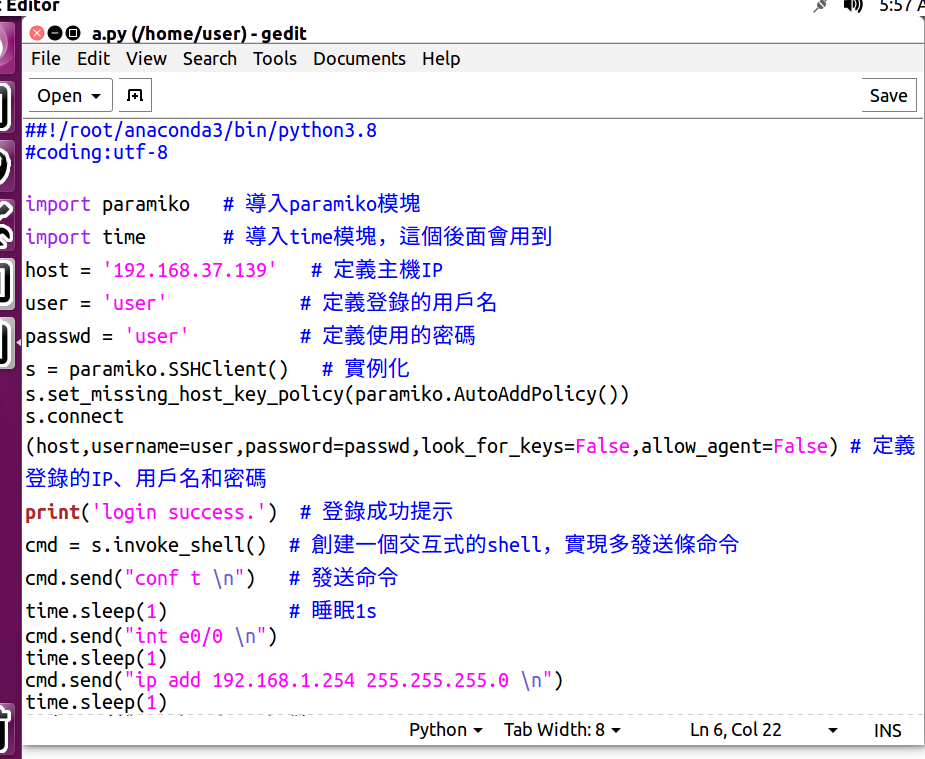 t Editor
5:57 A
a.py (/home/user) - gedit
File Edit View Search Tools Documents Help
Open
Save
##!/root/anaconda3/bin/python3.8
#coding:utf-8
import paramiko # 導入paramiko模塊
import time # 導入time模塊，這個後面會用到
host = '192.168.37.139' # 定義主機IP
user = 'user' # 定義登錄的用戶名
passwd = 'user' # 定義使用的密碼
s = paramiko.SSHClient() # 實例化
s.set_missing_host_key_policy(paramiko.AutoAddPolicy())
s.connect
(host,username=user,password=passwd,look_for_keys=False,allow_agent=False) # 定義
登錄的IP、用戶名和密碼
print('login success.') # 登錄成功提示
cmd = s.invoke_shell() # 創建一個交互式的shell，實現多發送條命令
cmd.send("conf t \n") # 發送命令
time.sleep(1) # 睡眠1s
cmd.send("int e0/0 \n")
time.sleep(1)
cmd.send("ip add 192.168.1.254 255.255.255.0 \n")
time.sleep(1)
Python Tab Width: 8 Ln 6, Col 22 INS